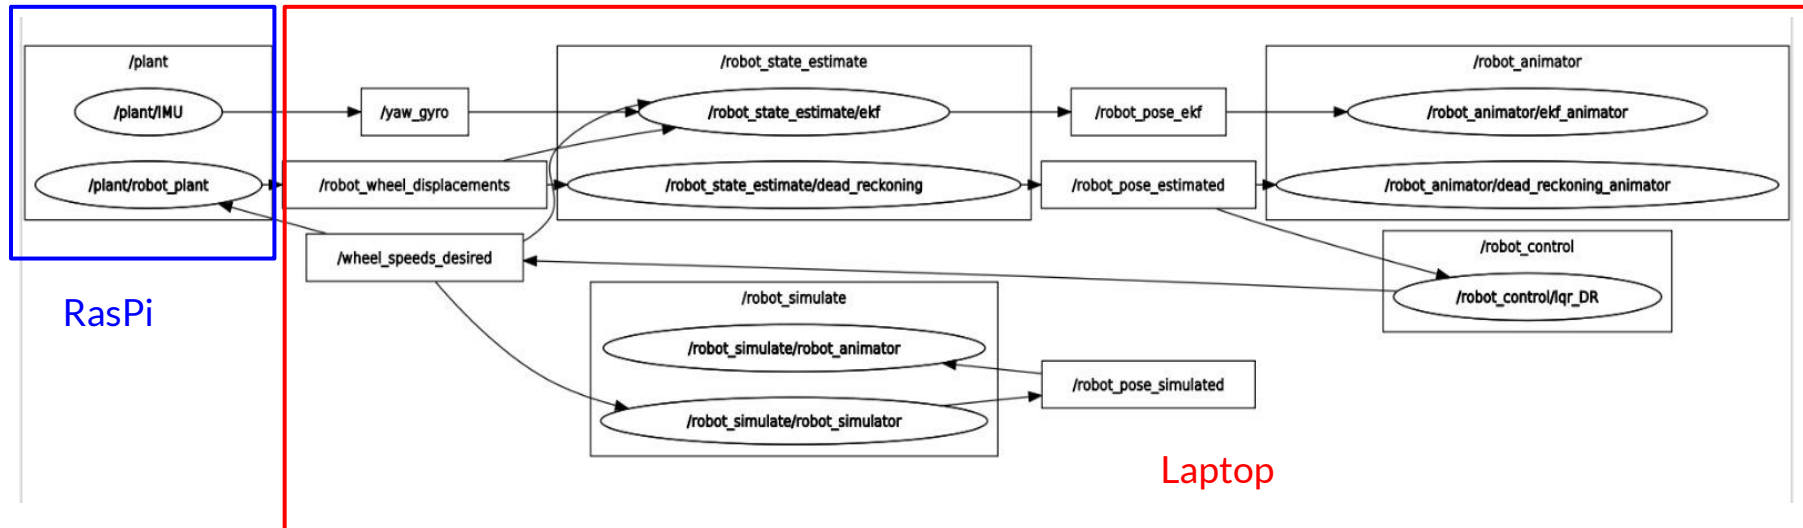 /plant
/robot_state_estimate
/robot_animator
/plant/IMU
/yaw_gyro
/robot_state_estimate/ekf
/robot_pose_ekf
/robot_animator/ekf_animator
/plant/robot_plant
/robot_wheel_displacements
/robot_state_estimate/dead_reckoning
/robot_pose_estimated
/robot_animator/dead_reckoning_animator
/wheel_speeds_desired
/robot_control
/robot_control/lqr_DR
RasPi
/robot_simulate
/robot_simulate/robot_animator
/robot_pose_simulated
/robot_simulate/robot_simulator
Laptop